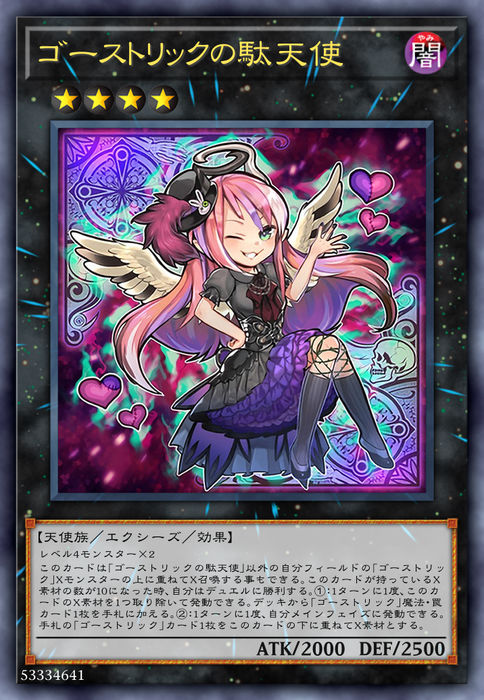 ゴーストリックの駄天使
やみ
闇
【天使族／エクシーズ／効果】
レベル4モンスター×2
このカードは「ゴーストリックの駄天使」以外の自分フィールドの「ゴーストリッ
ク」Xモンスターの上に重ねてX召喚する事もできる。このカードが持っているX
素材の数が10になった時、自分はデュエルに勝利する。①：1ターンに1度、このカ
ードのX素材を1つ取り除いて発動できる。デッキから「ゴーストリック」魔法・罠
カード1枚を手札に加える。②：1ターンに1度、自分メインフェイズに発動できる。
手札の「ゴーストリック」カード1枚をこのカードの下に重ねてX素材とする。
ATK/2000 DEF/2500
53334641